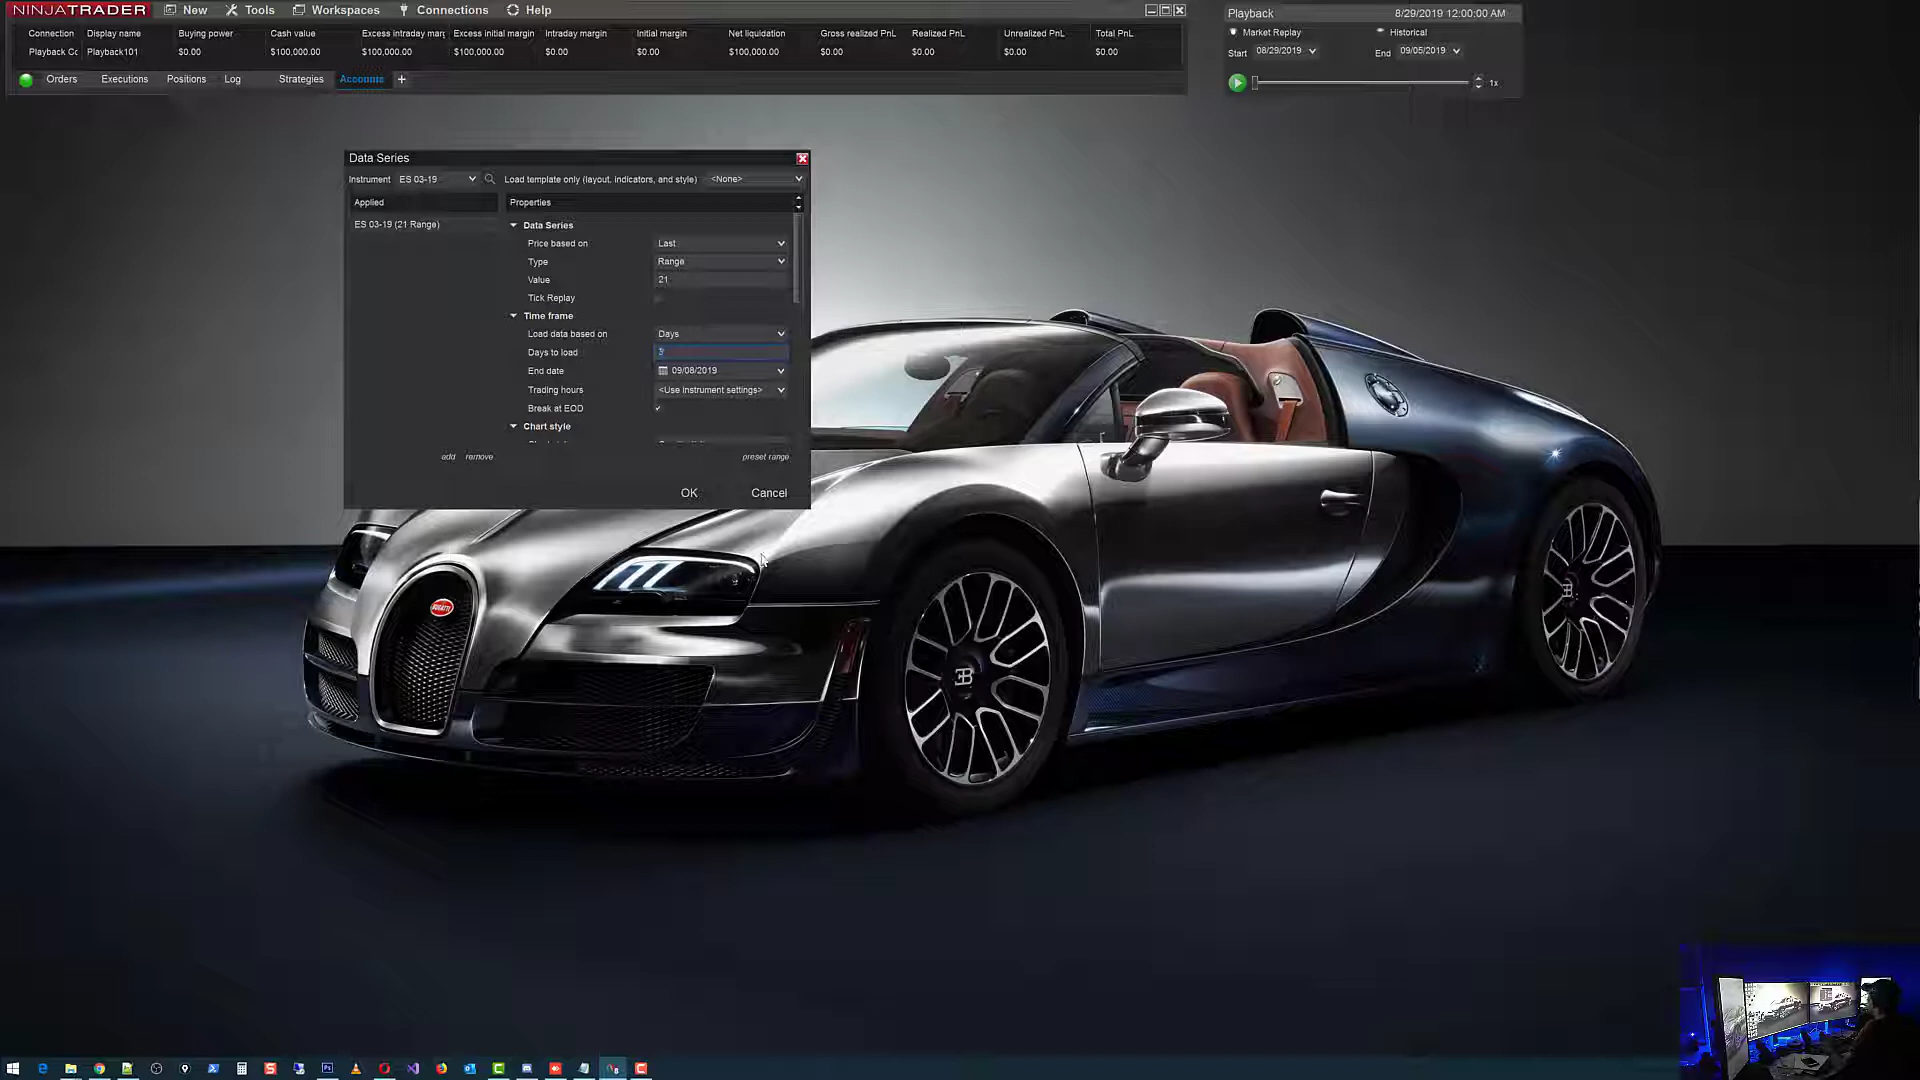 NINJATRADER New Tools Workspaces Connections Help
Connection Display name Buying power Cash value Excess intraday marg Excess initial margin Intraday margin Initial margin Net liquidation Gross realized PnL Realized PnL Unrealized PnL Total PnL
Playback Cc Playback101 $0.00 $100,000.00 $100,000.00 $100,000.00 $0.00 $0.00 $100,000.00 $0.00 $0.00 $0.00 $0.00
Orders Executions Positions Log Strategies Accounts +
Playback 8/29/2019 12:00:00 AM
Market Replay Historical
Start 08/29/2019 End 09/05/2019
1x
Data Series
Instrument ES 03-19 Load template only (layout, indicators, and style) <None>
Applied Properties
ES 03-19 (21 Range)
Data Series
Price based on Last
Type Range
Value 21
Tick Replay
Time frame
Load data based on Days
Days to load 3
End date 09/08/2019
Trading hours <Use instrument settings>
Break at EOD
Chart style
add remove preset range
OK Cancel
BUGATTI